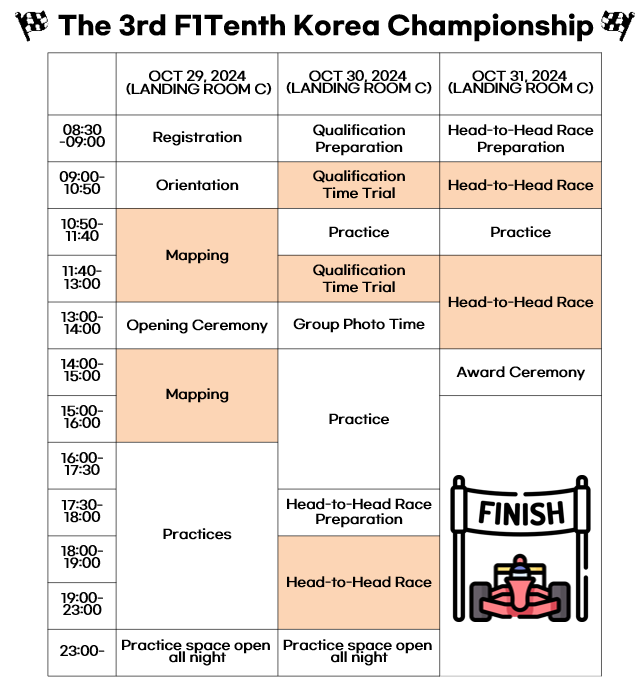 The 3rd F1Tenth Korea Championship
OCT 29, 2024
(LANDING ROOM C)
OCT 30, 2024
(LANDING ROOM C)
OCT 31, 2024
(LANDING ROOM C)
08:30
-09:00
Registration
Qualification
Preparation
Head-to-Head Race
Preparation
09:00-
10:50
Orientation
Qualification
Time Trial
Head-to-Head Race
10:50-
11:40
Mapping
Practice
Practice
11:40-
13:00
Qualification
Time Trial
Head-to-Head Race
13:00-
14:00
Opening Ceremony
Group Photo Time
14:00-
15:00
Mapping
Practice
Award Ceremony
15:00-
16:00
16:00-
17:30
Practices
17:30-
18:00
Head-to-Head Race
Preparation
FINISH
18:00-
19:00
Head-to-Head Race
19:00-
23:00
23:00-
Practice space open
all night
Practice space open
all night